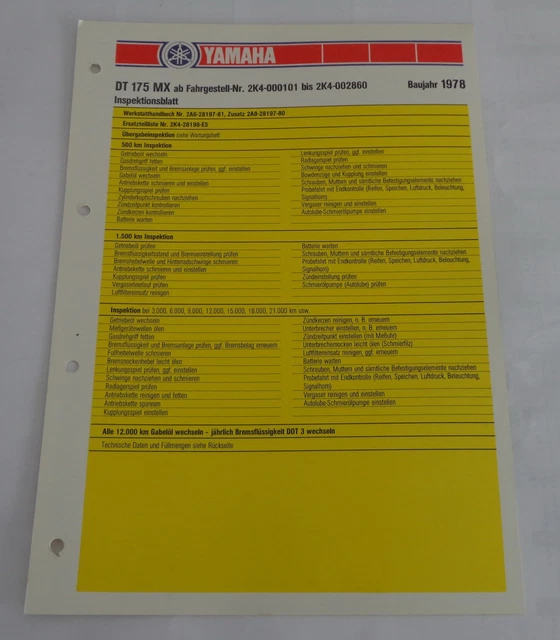 YAMAHA
DT 175 MX ab Fahrgestell-Nr. 2K4-000101 bis 2K4-002860 Baujahr 1978
Inspektionsblatt
Werkstatthandbuch Nr. 2A6-28197-61, Zusatz 2A8-28197-80
Ersatzteilliste Nr. 2K4-28198-E5
Übergabeinspektion siehe Wartungsheft
500 km Inspektion
Getriebeöl wechseln
Gasdrehgriff fetten
Bremsflüssigkeit und Bremsanlage prüfen, ggf. einstellen
Gabelöl wechseln
Antriebskette schmieren und einstellen
Kupplungsspiel prüfen
Zylinderkopfschrauben nachziehen
Zündzeitpunkt kontrollieren
Zündkerzen kontrollieren
Batterie warten
Lenkungsspiel prüfen, ggf. einstellen
Radlagerspiel prüfen
Schwinge nachziehen und schmieren
Bowdenzüge und Kupplung einstellen
Schrauben, Muttern und sämtliche Befestigungselemente nachziehen
Probefahrt mit Endkontrolle (Reifen, Speichen, Luftdruck, Beleuchtung,
Signalhorn)
Vergaser reinigen und einstellen
Autolube-Schmierölpumpe einstellen
1.500 km Inspektion
Getriebeöl prüfen
Bremsflüssigkeitsstand und Bremseinstellung prüfen
Bremshebelwelle und Hinterradschwinge schmieren
Antriebskette schmieren und einstellen
Kupplungsspiel prüfen
Vergaserleerlauf prüfen
Luftfiltereinsatz reinigen
Batterie warten
Schrauben, Muttern und sämtliche Befestigungselemente nachziehen
Probefahrt mit Endkontrolle (Reifen, Speichen, Luftdruck, Beleuchtung,
Signalhorn)
Zündeinstellung prüfen
Schmierölpumpe (Autolube) prüfen
Inspektion bei 3.000, 6.000, 9.000, 12.000, 15.000, 18.000, 21.000 km usw.
Getriebeöl wechseln
Meßgerätewellen ölen
Gasdrehgriff fetten
Bremsflüssigkeit und Bremsanlage prüfen, ggf. Bremsbelag erneuern
Fußhebelwelle schmieren
Bremsnockenhebel leicht ölen
Lenkungsspiel prüfen, ggf. einstellen
Schwinge nachziehen und schmieren
Radlagerspiel prüfen
Antriebskette reinigen und fetten
Antriebskette spannen
Kupplungsspiel einstellen
Zündkerzen reinigen, n. B. erneuern
Unterbrecher einstellen, n. B. erneuern
Zündzeitpunkt einstellen (mit Meßuhr)
Unterbrechernocken leicht ölen (Schmierfilz)
Luftfiltereinsatz reinigen, ggf. erneuern
Batterie warten
Schrauben, Muttern und sämtliche Befestigungselemente nachziehen
Probefahrt mit Endkontrolle (Reifen, Speichen, Luftdruck, Beleuchtung,
Signalhorn)
Vergaser reinigen und einstellen
Autolube-Schmierölpumpe einstellen
Alle 12.000 km Gabelöl wechseln - jährlich Bremsflüssigkeit DOT 3 wechseln
Technische Daten und Füllmengen siehe Rückseite